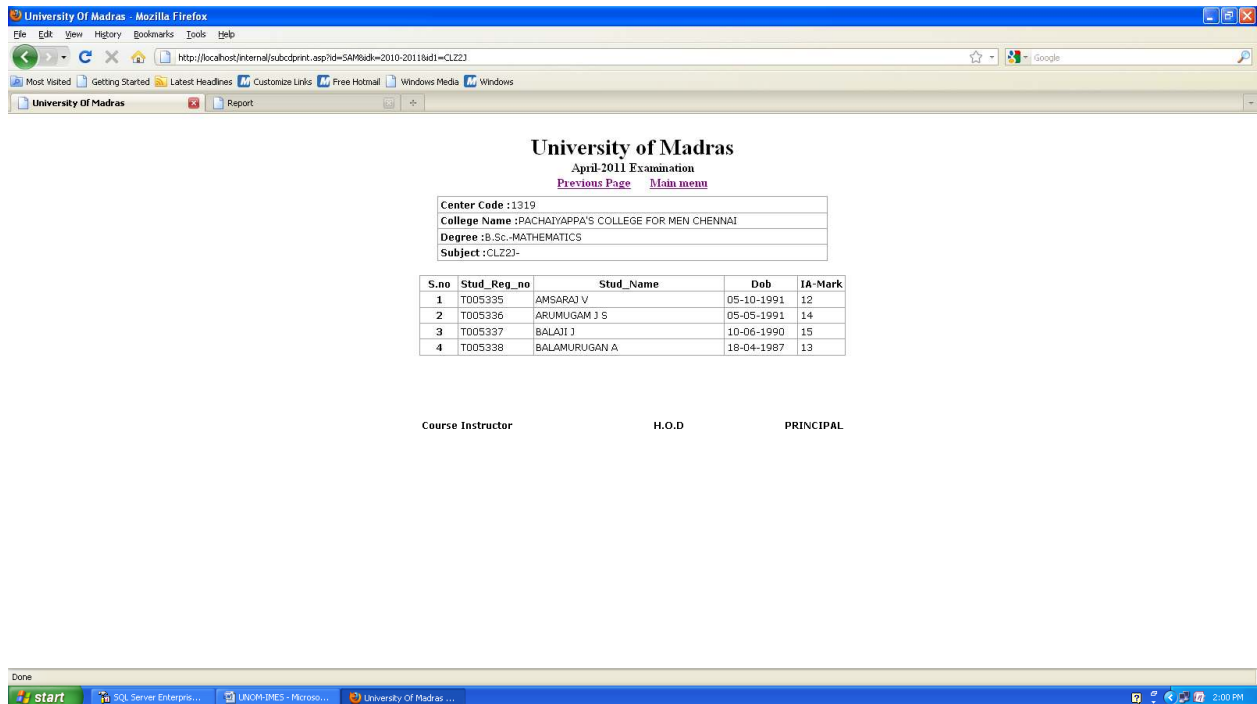 University Of Madras - Mozilla Firefox
File Edit View History Bookmarks Tools Help
http://localhost/internal/subcdprint.asp?id=SAM&idk=2010-2011&id1=CLZ2J
Google
Most Visited Getting Started Latest Headlines Customize Links Free Hotmail Windows Media Windows
University Of Madras Report
University of Madras
April-2011 Examination
Previous Page Main menu
Center Code :1319
College Name :PACHAIYAPPA'S COLLEGE FOR MEN CHENNAI
Degree :B.Sc.-MATHEMATICS
Subject :CLZ2J-
S.no Stud_Reg_no Stud_Name Dob IA-Mark
1 T005335 AMSARAJ V 05-10-1991 12
2 T005336 ARUMUGAM J S 05-05-1991 14
3 T005337 BALAJI J 10-06-1990 15
4 T005338 BALAMURUGAN A 18-04-1987 13
Course Instructor H.O.D PRINCIPAL
Done
start SQL Server Enterpris... UNOM-IMES - Microso... University Of Madras ... 2:00 PM